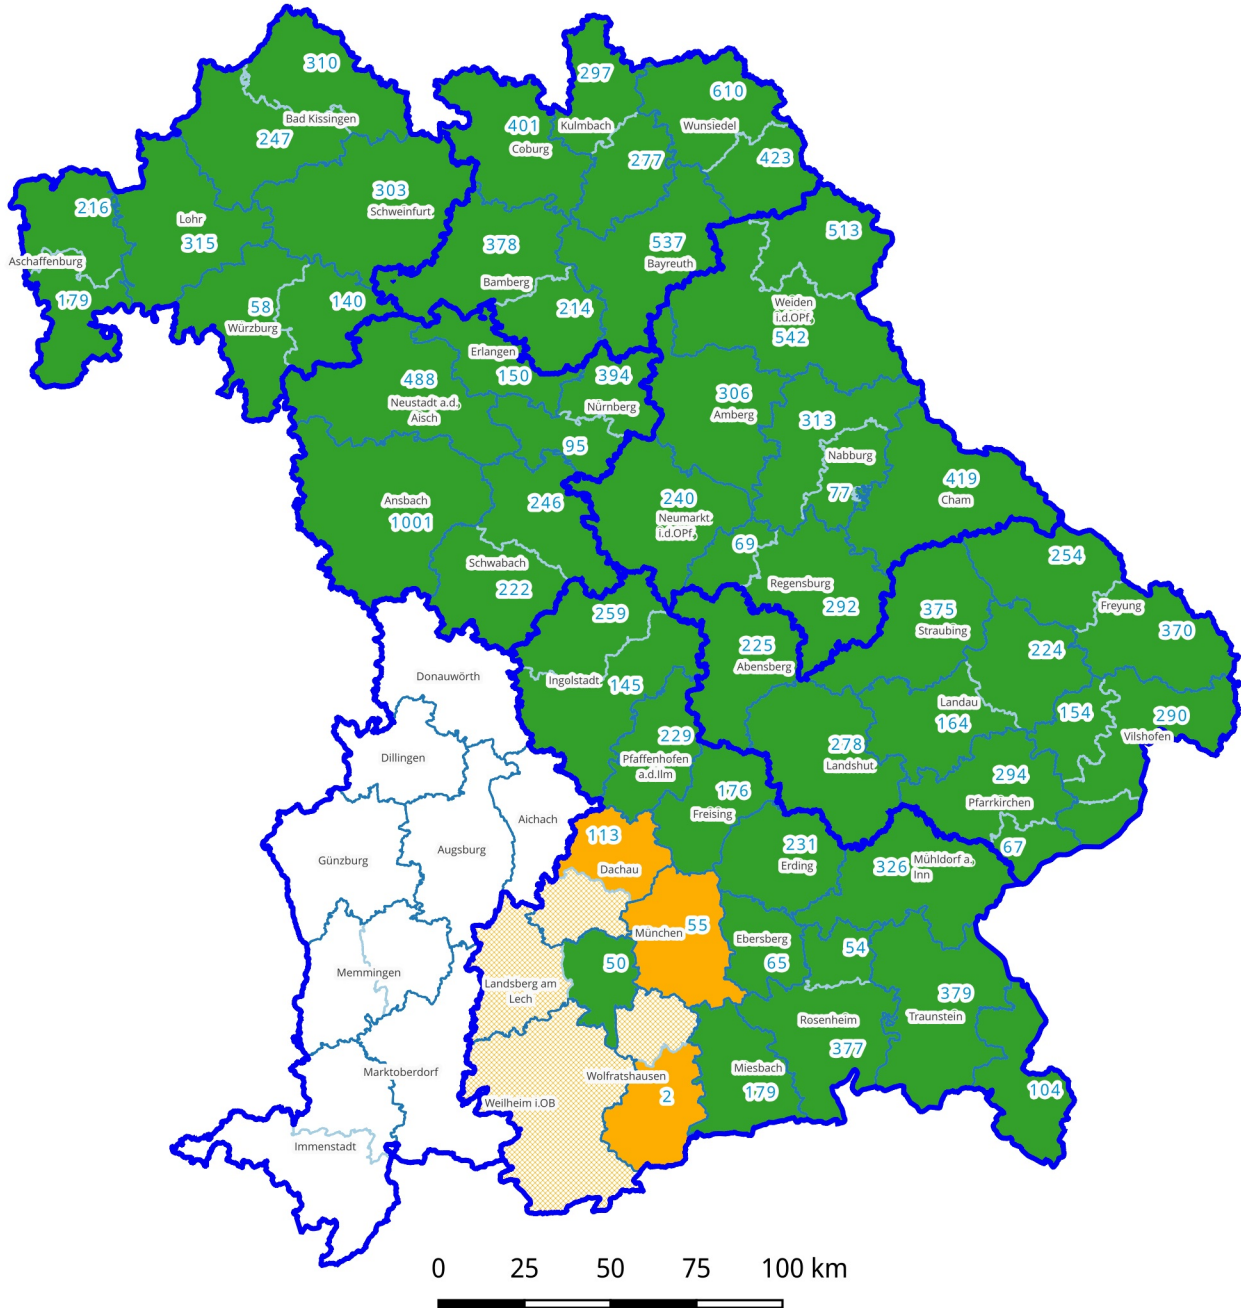 310
297
610
Bad Kissingen
401
Kulmbach
Wunsiedel
247
Coburg
277
423
303
216
Schweinfurt
Lohr
315
513
378
537
Bayreuth
Aschaffenburg
Bamberg
179
58
140
214
Weiden
i.d.OPf.
Würzburg
542
Erlangen
488
150
394
306
Neustadt a.d.
Aisch
Nürnberg
Amberg
313
95
Nabburg
419
Cham
Ansbach
1001
246
240
77
Neumarkt
i.d.OPf.
69
254
Schwabach
222
Regensburg
292
259
375
Straubing
Freyung
370
225
Abensberg
224
Donauwörth
Ingolstadt
145
Landau
164
154
290
Vilshofen
229
278
Dillingen
Pfaffenhofen
a.d.Ilm
Landshut
294
Pfarrkirchen
176
Freising
Aichach
113
231
67
Günzburg
Augsburg
Dachau
Erding
326
Mühldorf a.
Inn
55
München
Ebersberg
54
50
65
Memmingen
Landsberg am
Lech
379
Traunstein
Rosenheim
377
Marktoberdorf
Wolfratshausen
Miesbach
2
179
104
Weilheim i.OB
Immenstadt
0 25 50 75 100 km